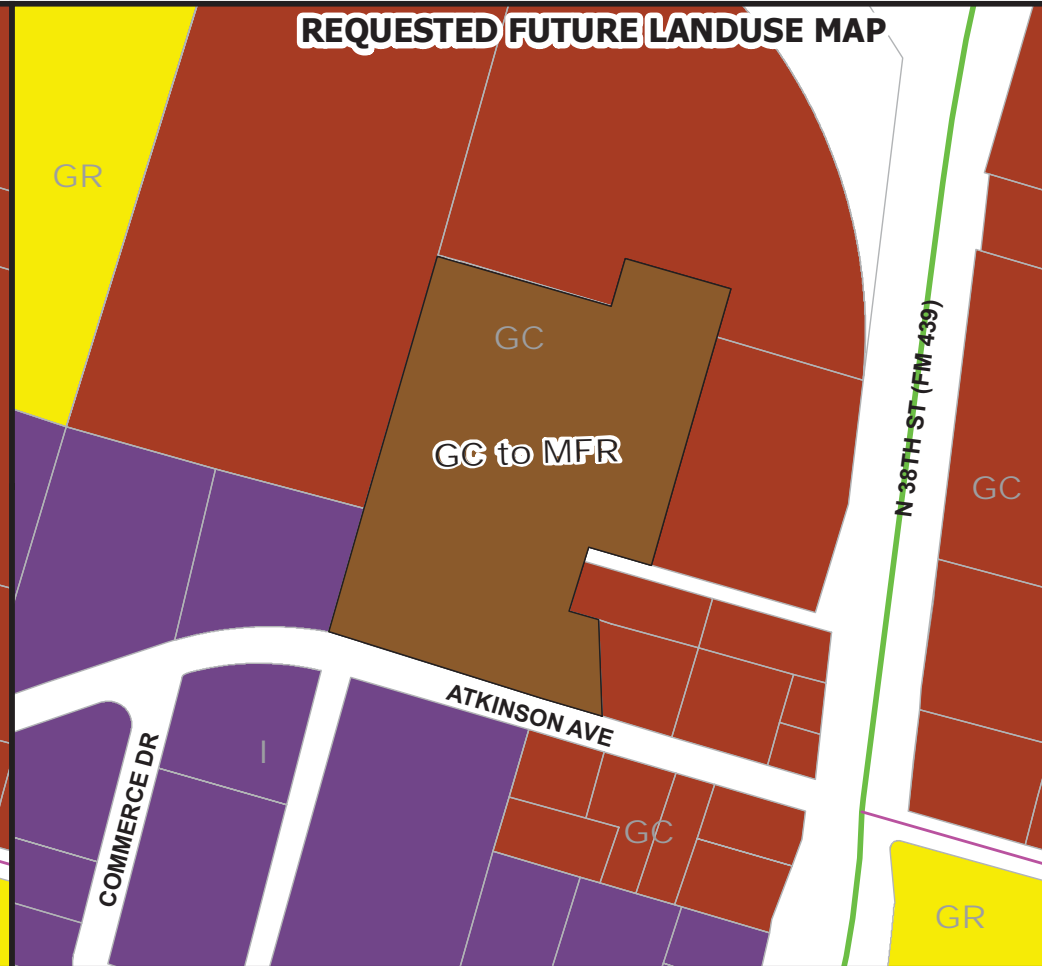 REQUESTED FUTURE LANDUSE MAP
GR
GC
GC to MFR
N 38TH ST (FM 439)
GC
ATKINSON AVE
COMMERCE DR
I
GC
GR